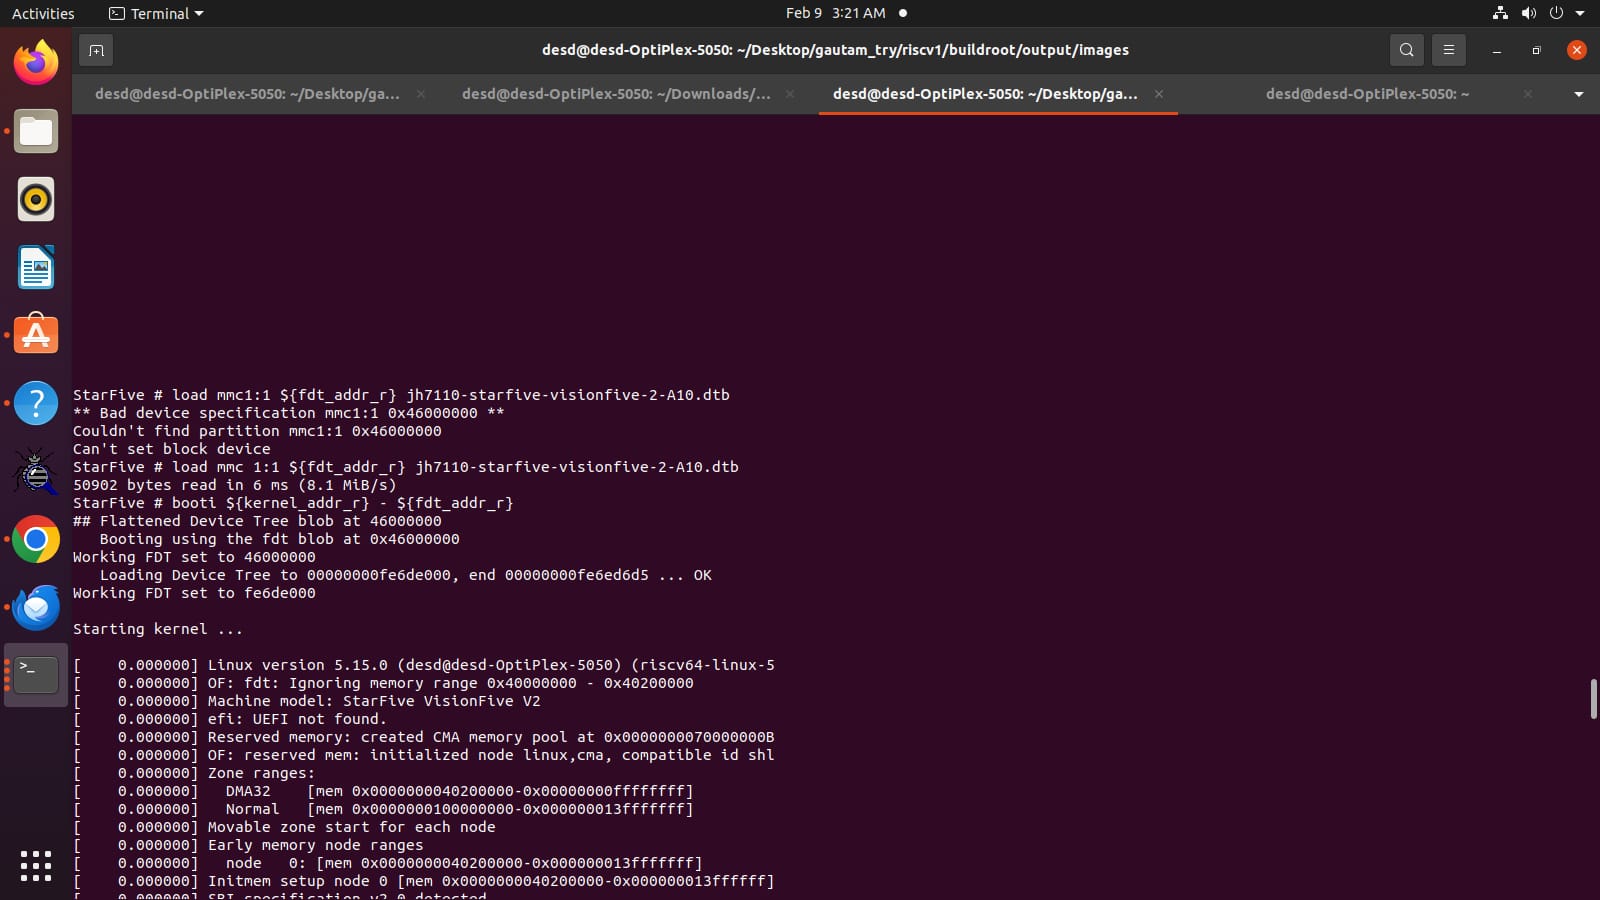 Activities
Terminal
Feb 9 3:21 AM
desd@desd-OptiPlex-5050: ~/Desktop/gautam_try/riscv1/buildroot/output/images
desd@desd-OptiPlex-5050: ~/Desktop/ga...
desd@desd-OptiPlex-5050: ~/Downloads/...
desd@desd-OptiPlex-5050: ~/Desktop/ga...
desd@desd-OptiPlex-5050: ~
StarFive # load mmc1:1 ${fdt_addr_r} jh7110-starfive-visionfive-2-A10.dtb
** Bad device specification mmc1:1 0x46000000 **
Couldn't find partition mmc1:1 0x46000000
Can't set block device
StarFive # load mmc 1:1 ${fdt_addr_r} jh7110-starfive-visionfive-2-A10.dtb
50902 bytes read in 6 ms (8.1 MiB/s)
StarFive # booti ${kernel_addr_r} - ${fdt_addr_r}
## Flattened Device Tree blob at 46000000
   Booting using the fdt blob at 0x46000000
Working FDT set to 46000000
   Loading Device Tree to 00000000fe6de000, end 00000000fe6ed6d5 ... OK
Working FDT set to fe6de000
Starting kernel ...
[    0.000000] Linux version 5.15.0 (desd@desd-OptiPlex-5050) (riscv64-linux-5
[    0.000000] OF: fdt: Ignoring memory range 0x40000000 - 0x40200000
[    0.000000] Machine model: StarFive VisionFive V2
[    0.000000] efi: UEFI not found.
[    0.000000] Reserved memory: created CMA memory pool at 0x0000000070000000B
[    0.000000] OF: reserved mem: initialized node linux,cma, compatible id shl
[    0.000000] Zone ranges:
[    0.000000]   DMA32    [mem 0x0000000040200000-0x00000000ffffffff]
[    0.000000]   Normal   [mem 0x0000000100000000-0x000000013fffffff]
[    0.000000] Movable zone start for each node
[    0.000000] Early memory node ranges
[    0.000000]   node   0: [mem 0x0000000040200000-0x000000013fffffff]
[    0.000000] Initmem setup node 0 [mem 0x0000000040200000-0x000000013ffffff]
[    0.000000] SBI specification v2.0 detected